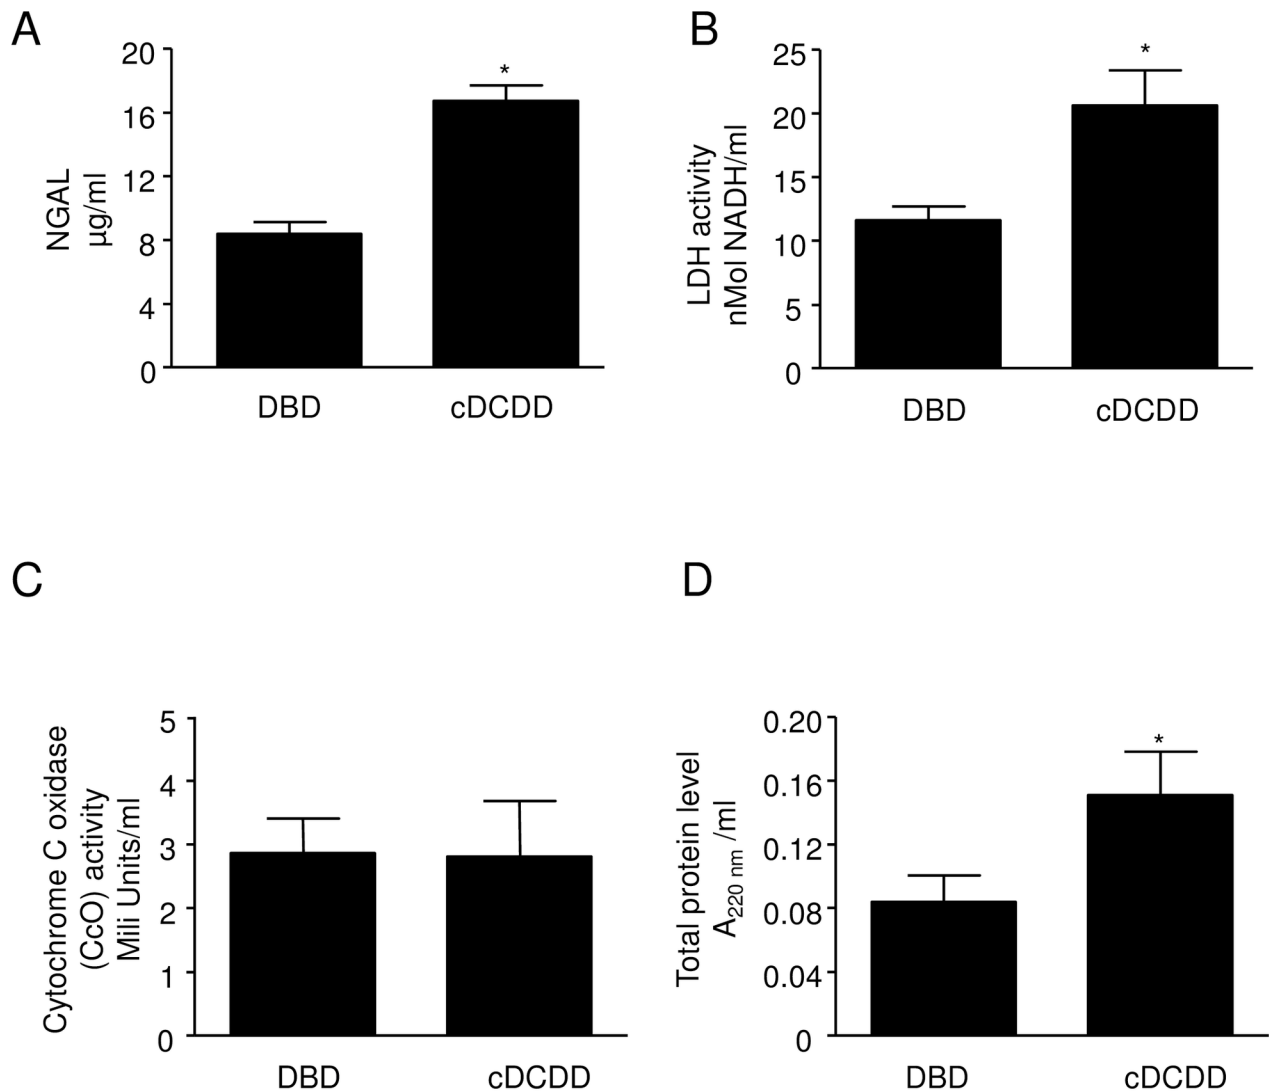 A
20
16
12
8
4
0
NGAL
µg/ml
*
DBD
cDCDD
B
25
20
15
10
5
0
LDH activity
nMol NADH/ml
*
DBD
cDCDD
C
5
4
3
2
1
0
Cytochrome C oxidase
(CcO) activity
Mili Units/ml
DBD
cDCDD
D
0.20
0.16
0.12
0.08
0.04
0
Total protein level
A220 nm /ml
*
DBD
cDCDD